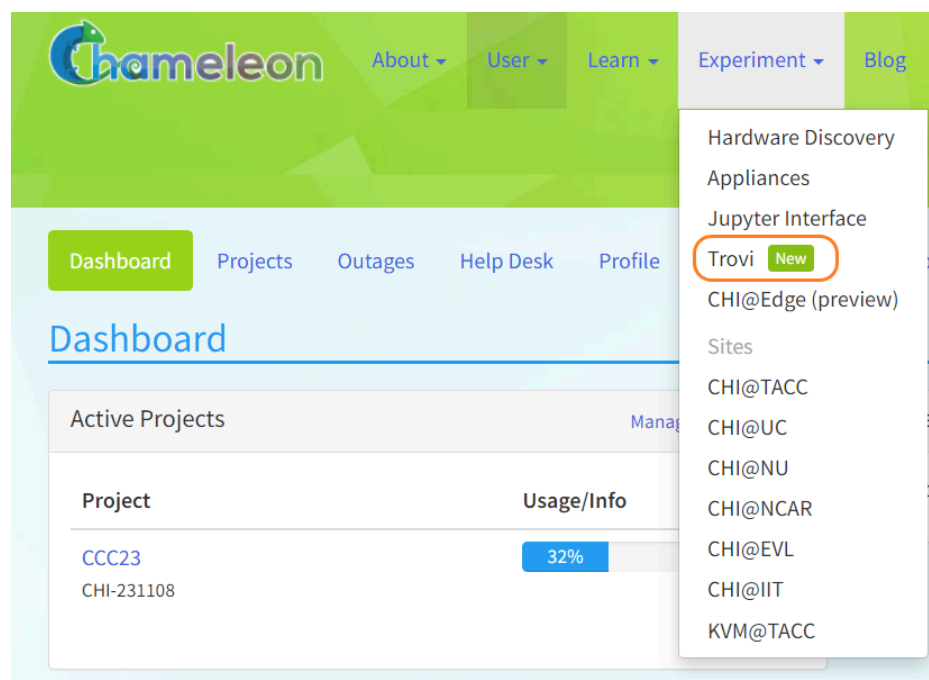 Chameleon
About User Learn Experiment Blog
Hardware Discovery
Appliances
Jupyter Interface
Trovi New
CHI@Edge (preview)
Sites
CHI@TACC
CHI@UC
CHI@NU
CHI@NCAR
CHI@EVL
CHI@IIT
KVM@TACC
Dashboard Projects Outages Help Desk Profile
Dashboard
Active Projects
Project Usage/Info
CCC23 32%
CHI-231108